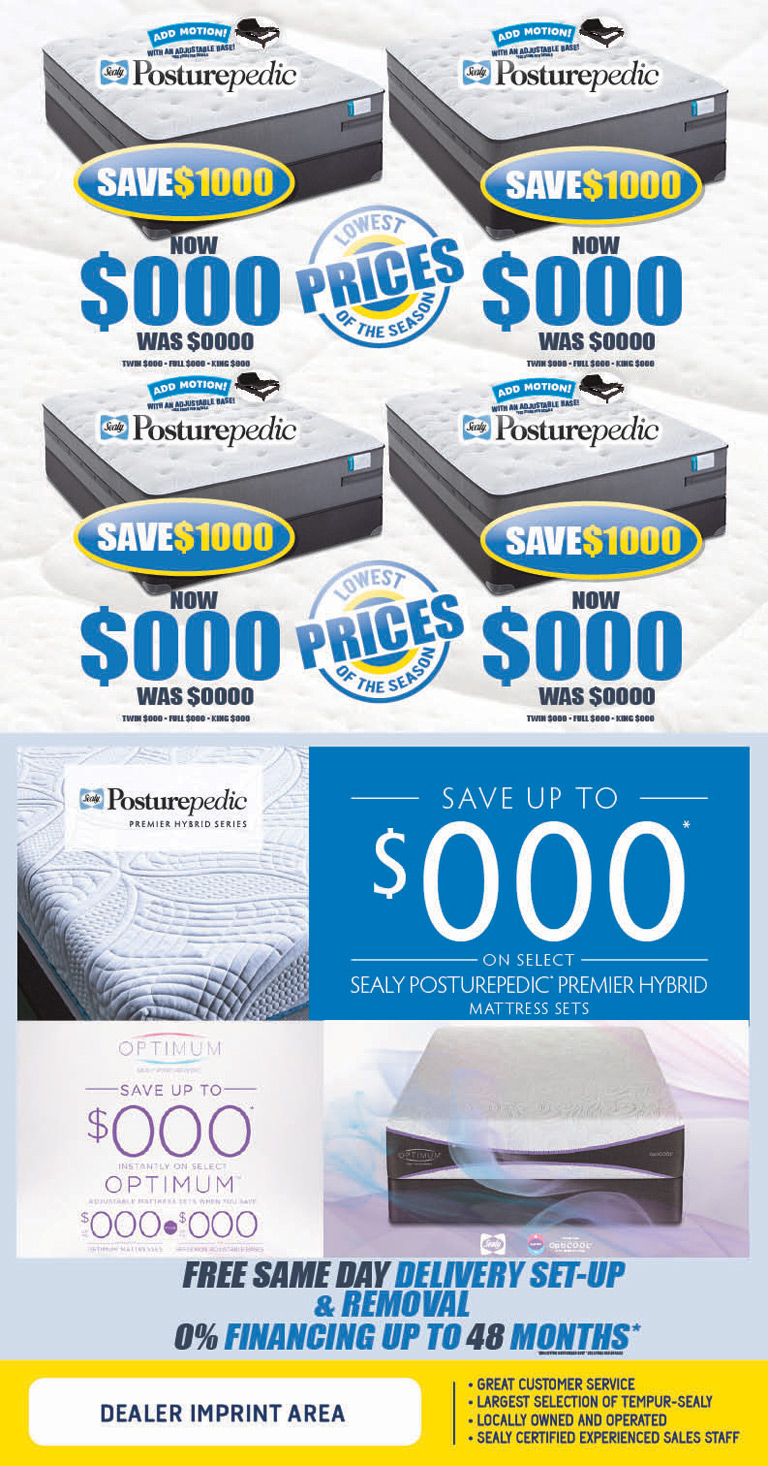 ADD MOTION!
WITH AN ADJUSTABLE BASE!
Sealy Posturepedic
SAVE $1000
NOW
$000
WAS $0000
TWIN $000 • FULL $000 • KING $000
ADD MOTION!
WITH AN ADJUSTABLE BASE!
Sealy Posturepedic
SAVE $1000
NOW
$000
WAS $0000
TWIN $000 • FULL $000 • KING $000
LOWEST
PRICES
OF THE SEASON
ADD MOTION!
WITH AN ADJUSTABLE BASE!
Sealy Posturepedic
SAVE $1000
NOW
$000
WAS $0000
TWIN $000 • FULL $000 • KING $000
ADD MOTION!
WITH AN ADJUSTABLE BASE!
Sealy Posturepedic
SAVE $1000
NOW
$000
WAS $0000
TWIN $000 • FULL $000 • KING $000
LOWEST
PRICES
OF THE SEASON
Sealy Posturepedic
PREMIER HYBRID SERIES
SAVE UP TO
$000*
ON SELECT
SEALY POSTUREPEDIC® PREMIER HYBRID
MATTRESS SETS
OPTIMUM
SAVE UP TO
$000*
INSTANTLY ON SELECT
OPTIMUM™
ADJUSTABLE MATTRESS SETS WHEN YOU SAVE
$000 $000
OPTIMUM MATTRESSES
OPTIMUM
Sealy
OPTICOOL
FREE SAME DAY DELIVERY SET-UP
& REMOVAL
0% FINANCING UP TO 48 MONTHS*
DEALER IMPRINT AREA
• GREAT CUSTOMER SERVICE
• LARGEST SELECTION OF TEMPUR-SEALY
• LOCALLY OWNED AND OPERATED
• SEALY CERTIFIED EXPERIENCED SALES STAFF